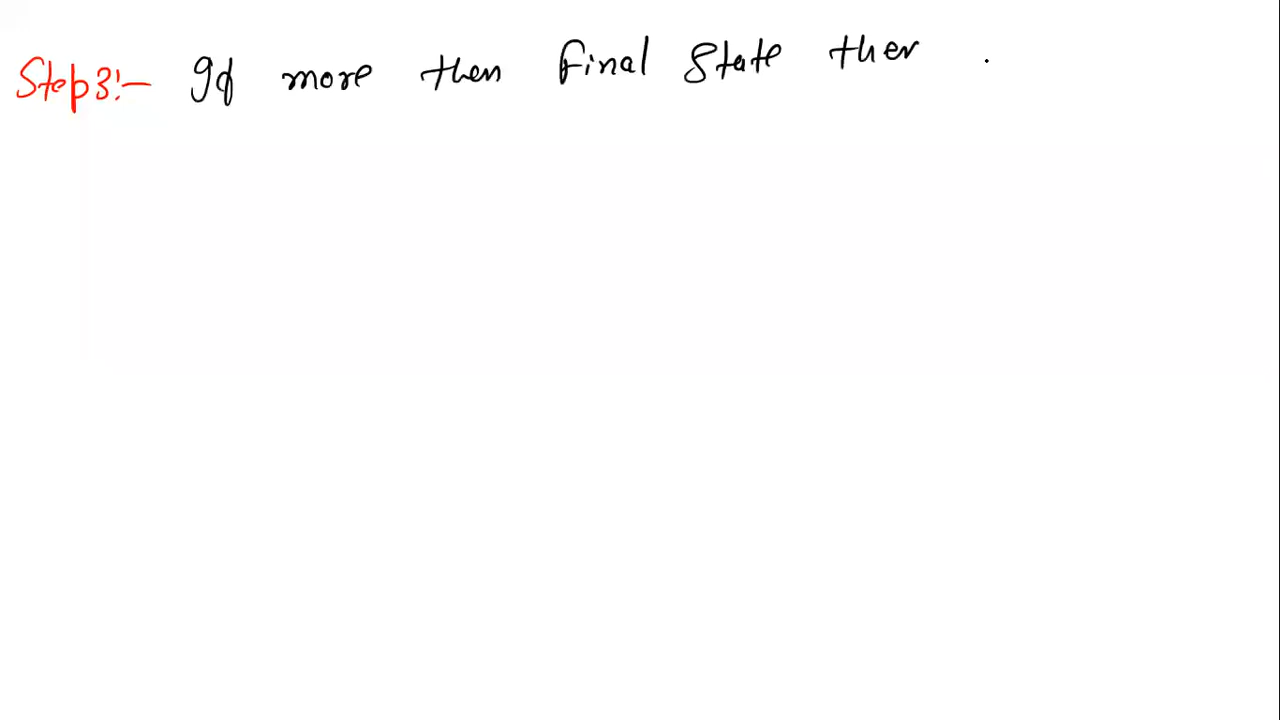 Step3:- If more then final state then .